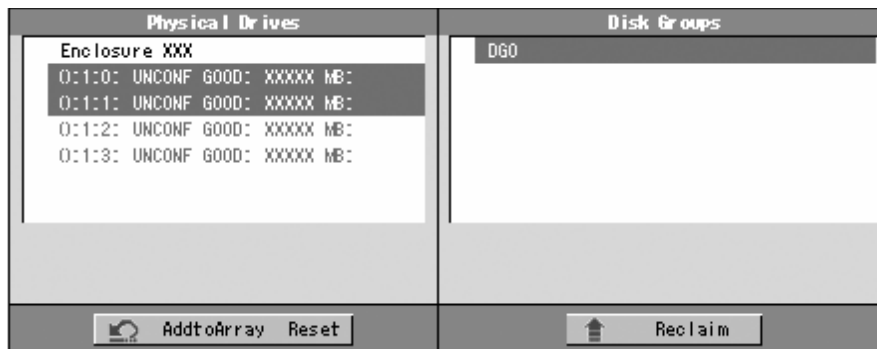 Physical Drives
Enclosure XXX
0:1:0: UNCONF GOOD: XXXXX MB:
0:1:1: UNCONF GOOD: XXXXX MB:
0:1:2: UNCONF GOOD: XXXXX MB:
0:1:3: UNCONF GOOD: XXXXX MB:
AddtoArray Reset
Disk Groups
DG0
Reclaim